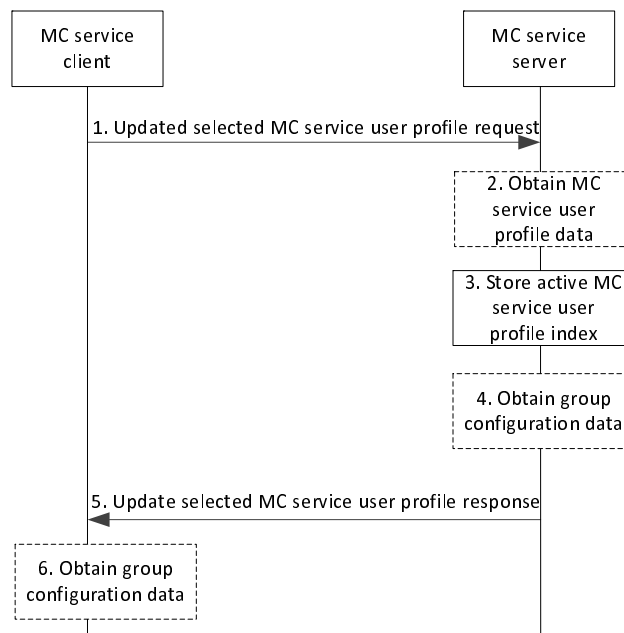 MC service
client
MC service
server
1. Updated selected MC service user profile request
2. Obtain MC
service user
profile data
3. Store active MC
service user
profile index
4. Obtain group
configuration data
5. Update selected MC service user profile response
6. Obtain group
configuration data